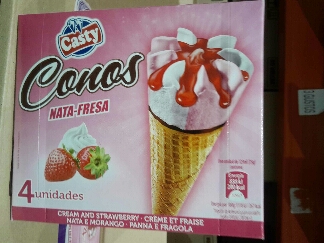 Casty
Conos
NATA-FRESA
4 unidades
CREAM AND STRAWBERRY · CRÈME ET FRAISE
NATA E MORANGO · PANNA E FRAGOLA